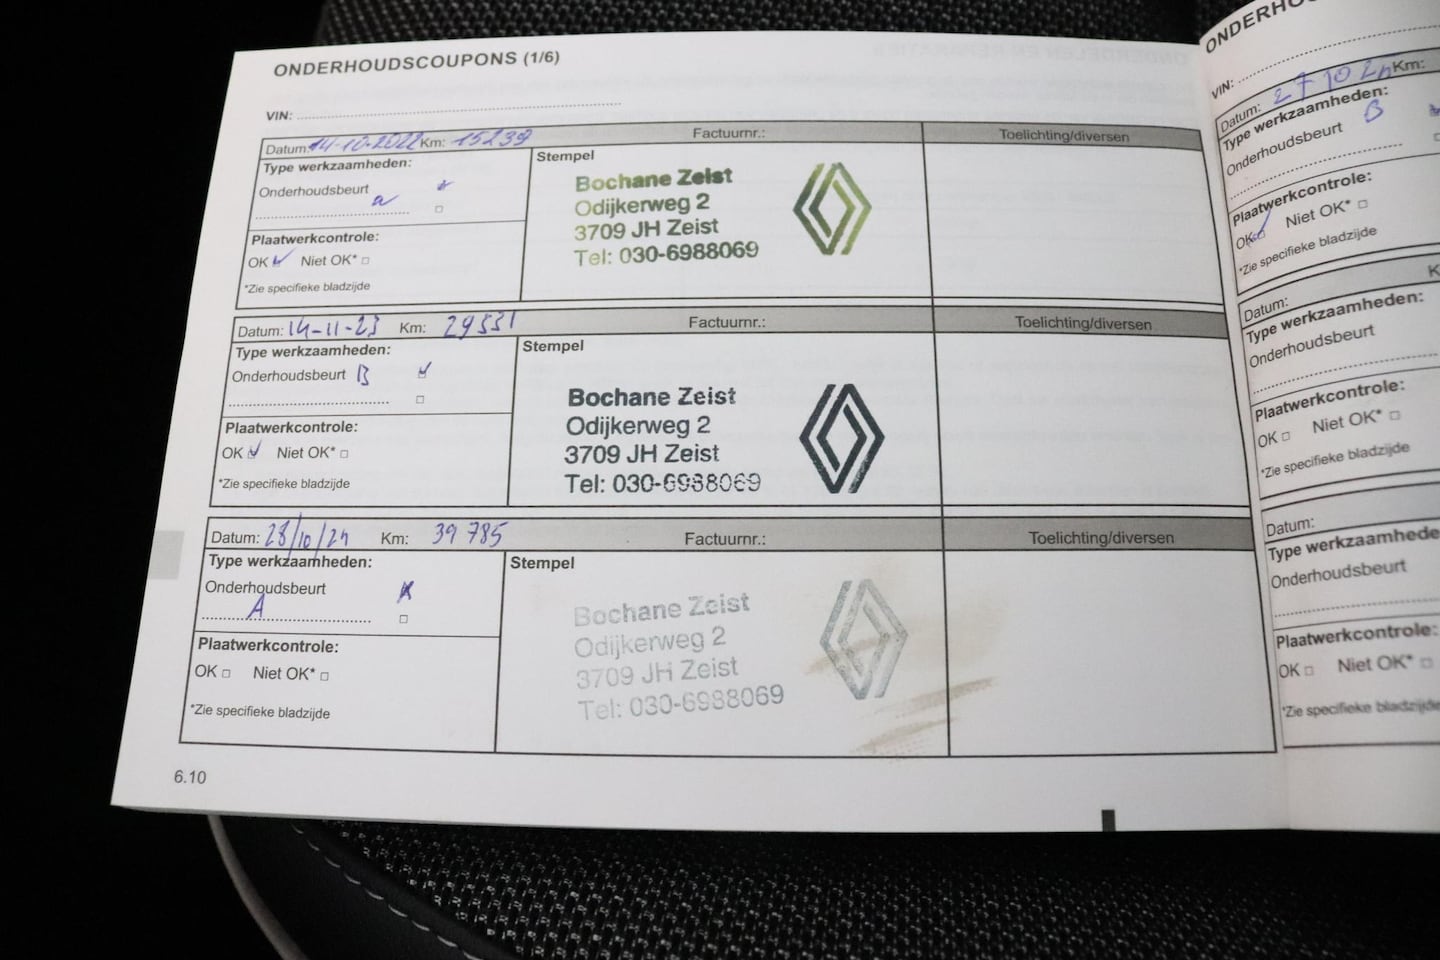 ONDERHOUDSCOUPONS (1/6)
VIN:
Datum: 14-10-2022 Km: 15239 Factuurnr.: Toelichting/diversen
Type werkzaamheden:
Onderhoudsbeurt
a
Plaatwerkcontrole:
OK Niet OK*
*Zie specifieke bladzijde
Stempel
Bochane Zeist
Odijkerweg 2
3709 JH Zeist
Tel: 030-6988069
Datum: 14-11-23 Km: 29331 Factuurnr.: Toelichting/diversen
Type werkzaamheden:
Onderhoudsbeurt B
Plaatwerkcontrole:
OK Niet OK*
*Zie specifieke bladzijde
Stempel
Bochane Zeist
Odijkerweg 2
3709 JH Zeist
Tel: 030-6988069
Datum: 28/10/24 Km: 39 785 Factuurnr.: Toelichting/diversen
Type werkzaamheden:
Onderhoudsbeurt
A
Plaatwerkcontrole:
OK Niet OK*
*Zie specifieke bladzijde
Stempel
Bochane Zeist
Odijkerweg 2
3709 JH Zeist
Tel: 030-6988069
6.10
VIN:
Datum: Km:
Type werkzaamheden:
Onderhoudsbeurt B
Plaatwerkcontrole:
OK Niet OK*
*Zie specifieke bladzijde
Datum:
Type werkzaamheden:
Onderhoudsbeurt
Plaatwerkcontrole:
OK Niet OK*
*Zie specifieke bladzijde
Datum:
Type werkzaamhede
Onderhoudsbeurt
Plaatwerkcontrole:
OK Niet OK*
*Zie specifieke bladzijde